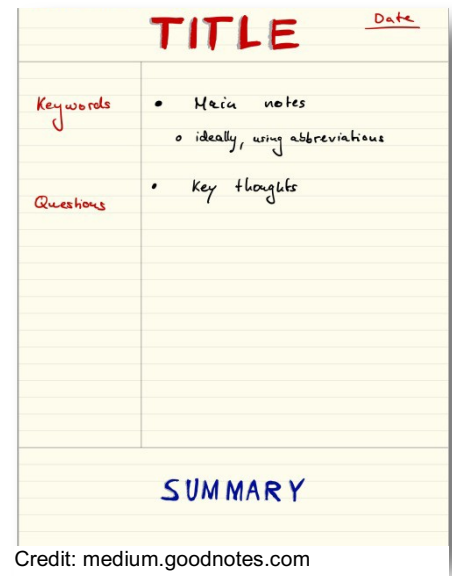 TITLE
Date
Keywords
• Main notes
o ideally, using abbreviations
• Key thoughts
Questions
SUMMARY
Credit: medium.goodnotes.com